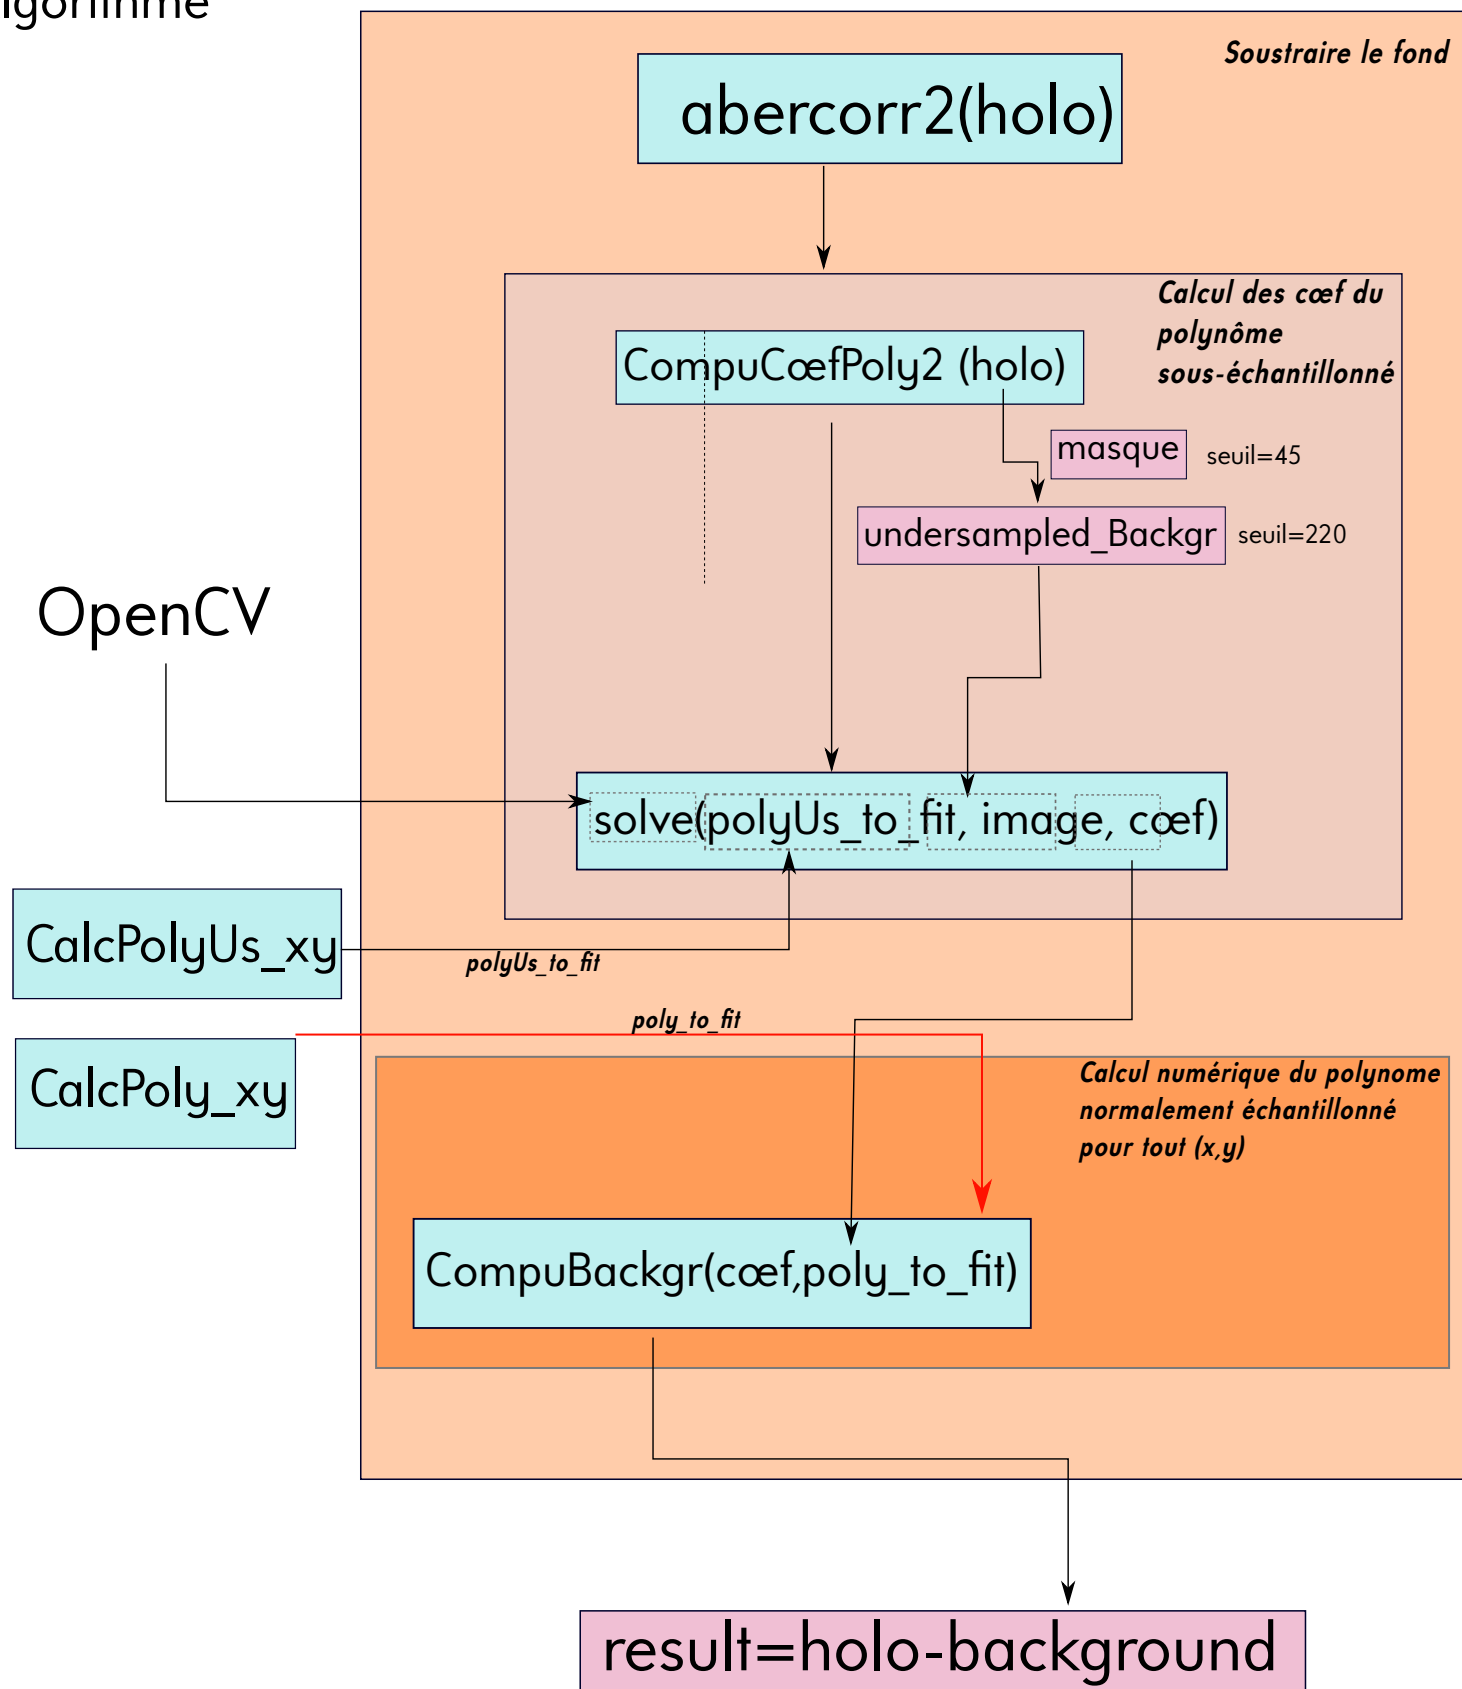 Soustraire le fond
abercorr2(holo)
Calcul des cœf du
polynôme
sous-échantillonné
CompuCœfPoly2 (holo)
masque
seuil=45
undersampled_Backgr
seuil=220
OpenCV
solve(polyUs_to_fit, image, cœf)
CalcPolyUs_xy
polyUs_to_fit
poly_to_fit
CalcPoly_xy
Calcul numérique du polynome
normalement échantillonné
pour tout (x,y)
CompuBackgr(cœf,poly_to_fit)
result=holo-background